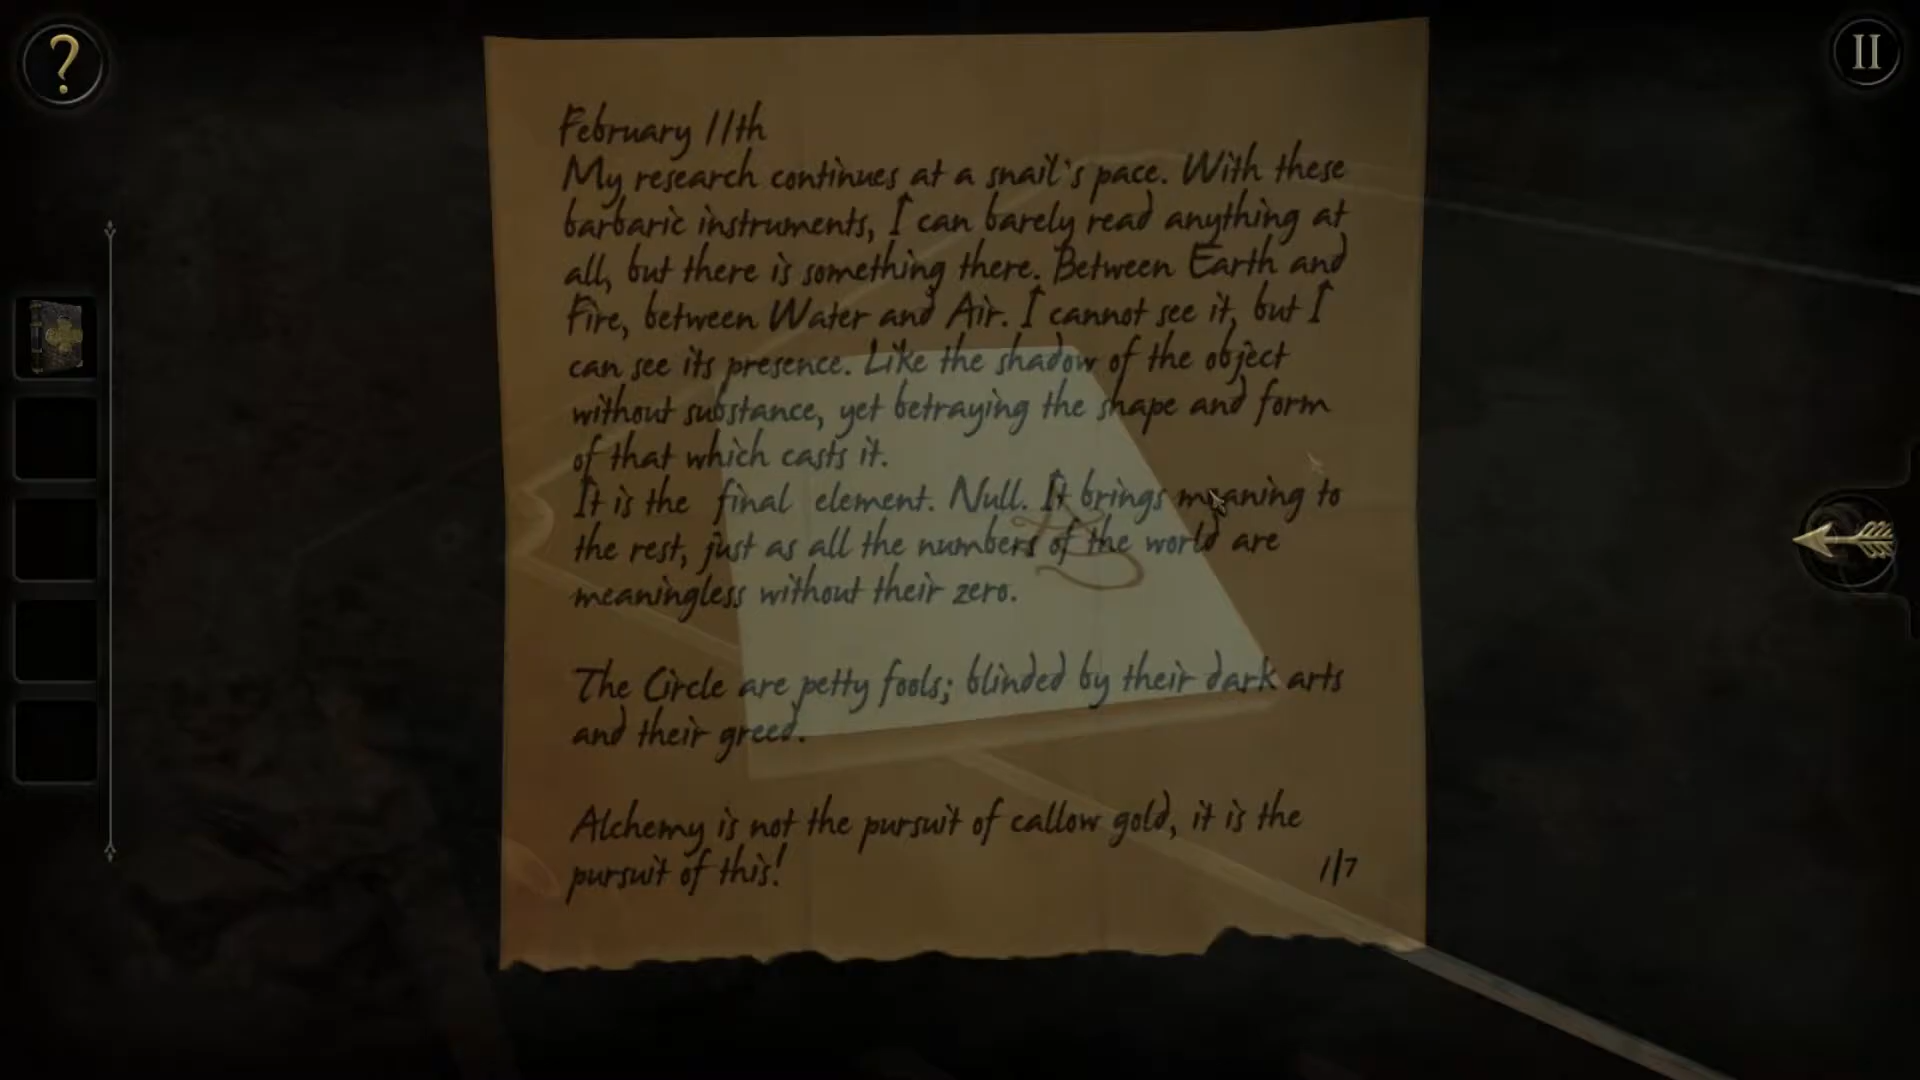 February 11th
My research continues at a snail's pace. With these
barbaric instruments, I can barely read anything at
all, but there is something there. Between Earth and
Fire, between Water and Air. I cannot see it, but I
can see its presence. Like the shadow of the object
without substance, yet betraying the shape and form
of that which casts it.
It is the final element. Null. It brings meaning to
the rest, just as all the numbers of the world are
meaningless without their zero.
The Circle are petty fools; blinded by their dark arts
and their greed.
Alchemy is not the pursuit of callow gold, it is the
pursuit of this!
1/7
?